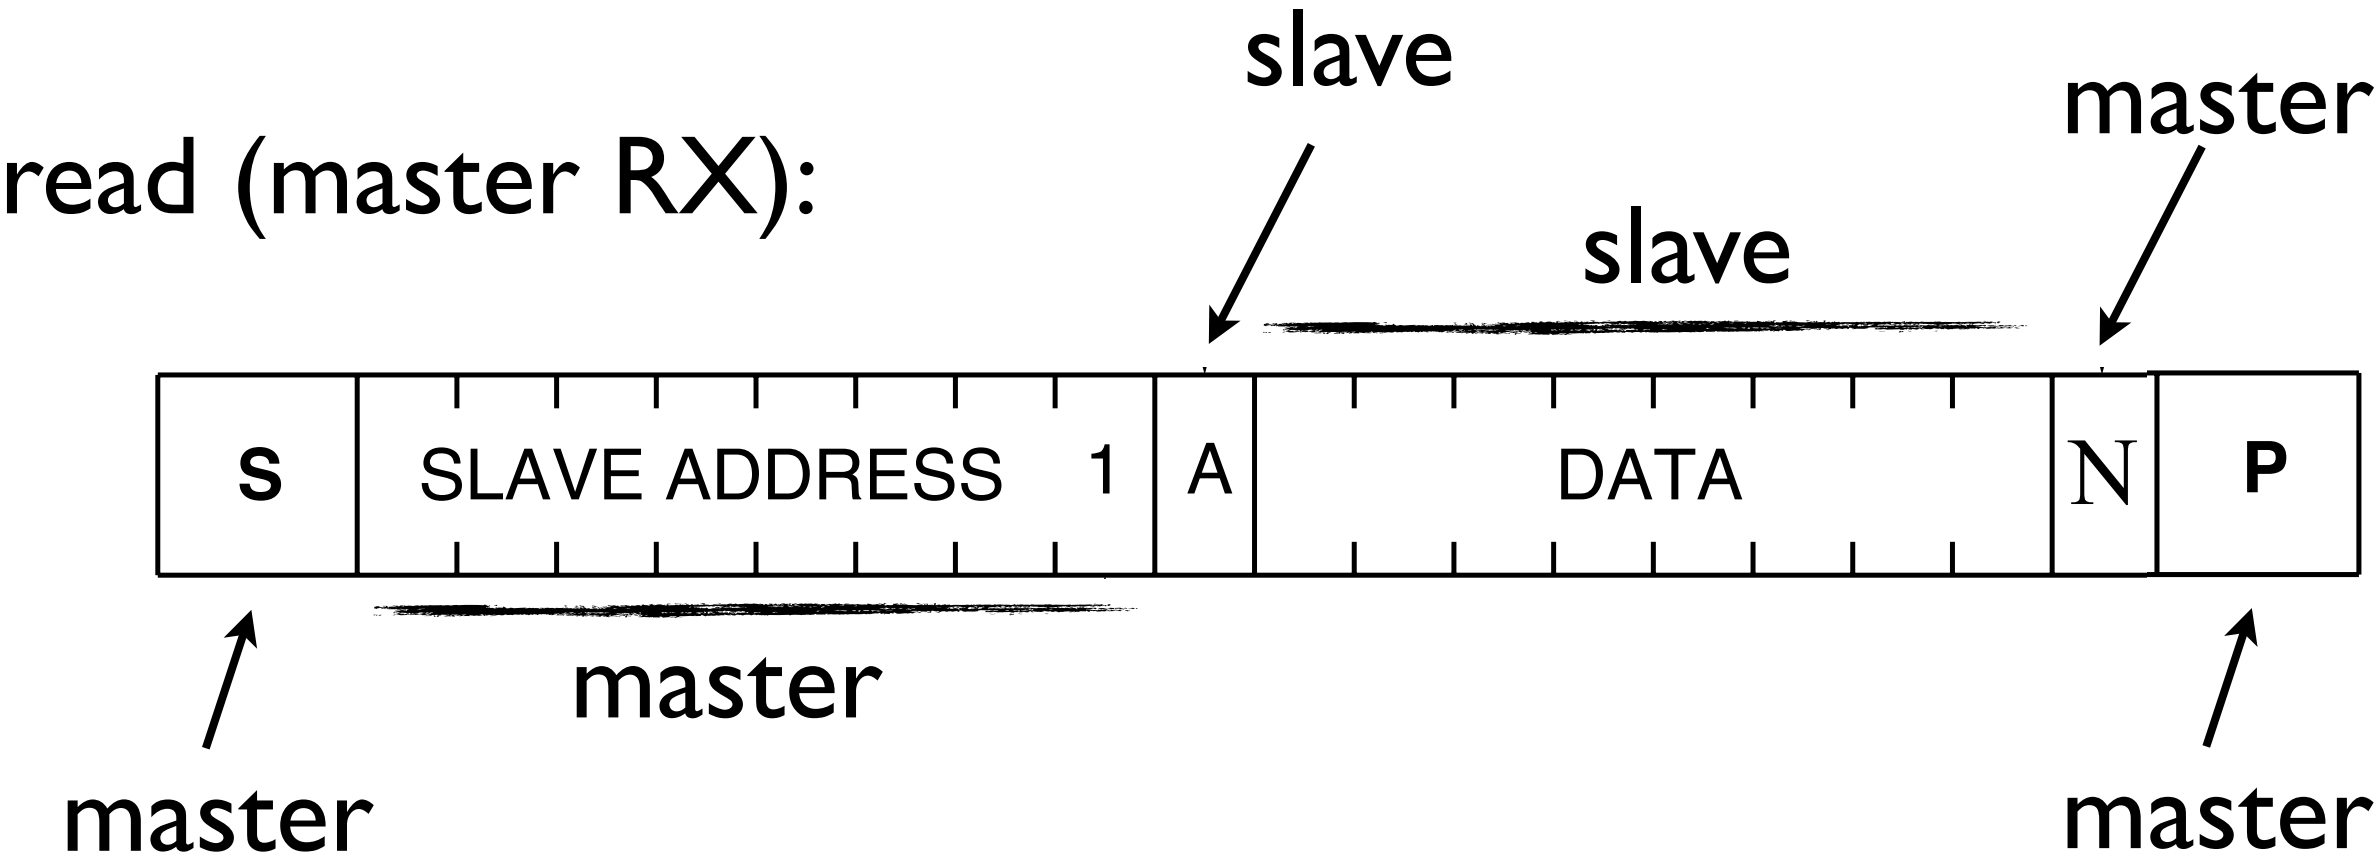 slave
master
read (master RX):
slave
S SLAVE ADDRESS 1 A DATA N P
master
master
master